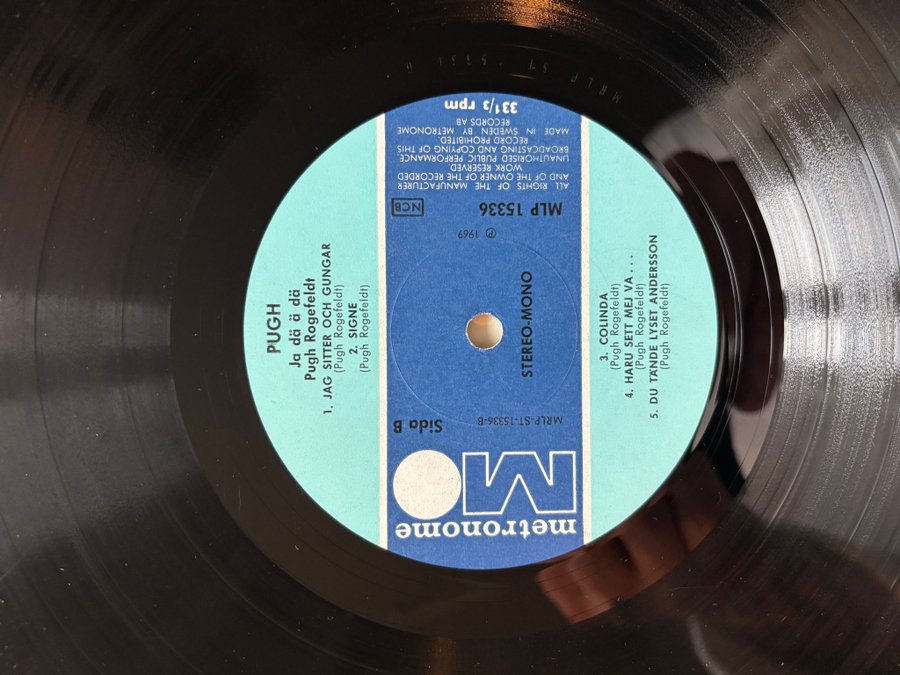 PUGH
Ja dä ä dä
Pugh Rogefeldt
1. JAG SITTER OCH GUNGAR
(Pugh Rogefeldt)
2. SIGNE
(Pugh Rogefeldt)
STEREO-MONO
3. COLINDA
(Pugh Rogefeldt)
4. HARU SETT MEJ VA...
(Pugh Rogefeldt)
5. DU TÄNDE LYSET ANDERSSON
(Pugh Rogefeldt)
metronome
M
Sida B
MRLP-ST-15336-B
℗ 1969
MLP 15336
NCB
ALL RIGHTS OF THE MANUFACTURER
AND OF THE OWNER OF THE RECORDED
WORK RESERVED.
UNAUTHORISED PUBLIC PERFORMANCE,
BROADCASTING AND COPYING OF THIS
RECORD PROHIBITED.
MADE IN SWEDEN BY METRONOME
RECORDS AB
33 1/3 rpm